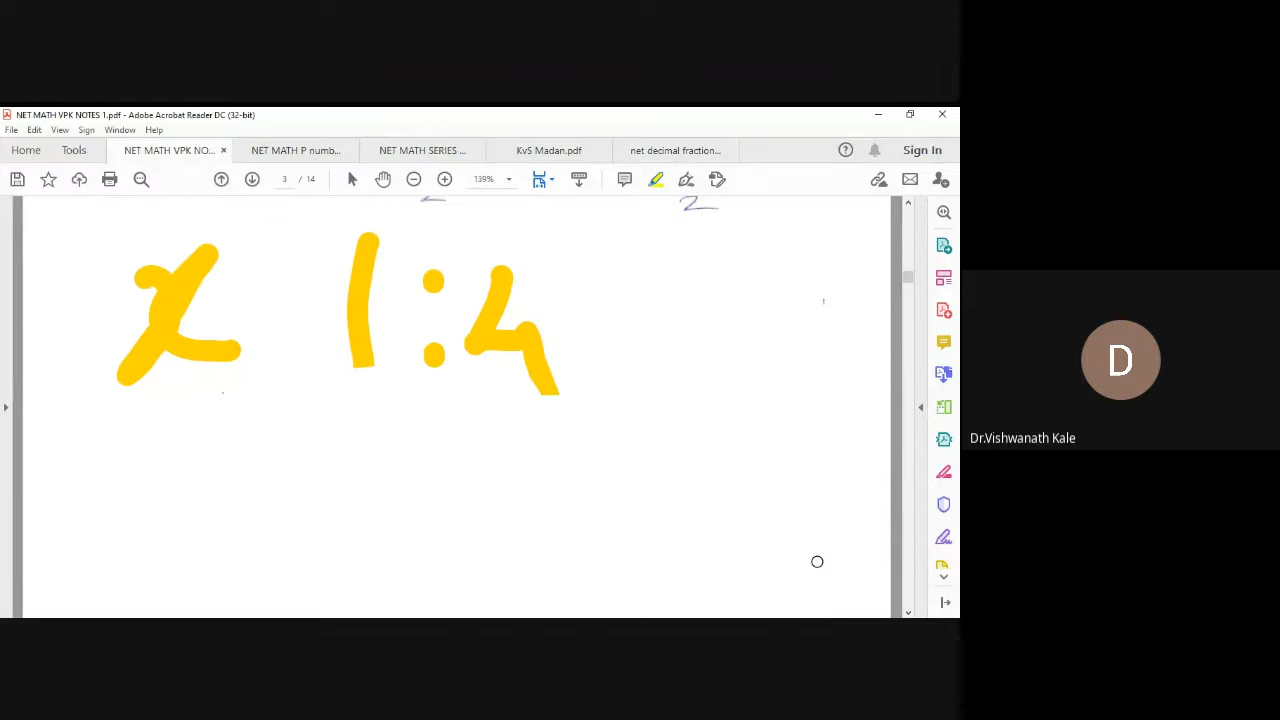 NET MATH VPK NOTES 1.pdf - Adobe Acrobat Reader DC (32-bit)
File Edit View Sign Window Help
Home Tools NET MATH VPK NO... × NET MATH P numb... NET MATH SERIES ... KvS Madan.pdf net decimal fraction... Sign In
3 / 14 139%
2 2
x 1:4
D
Dr.Vishwanath Kale